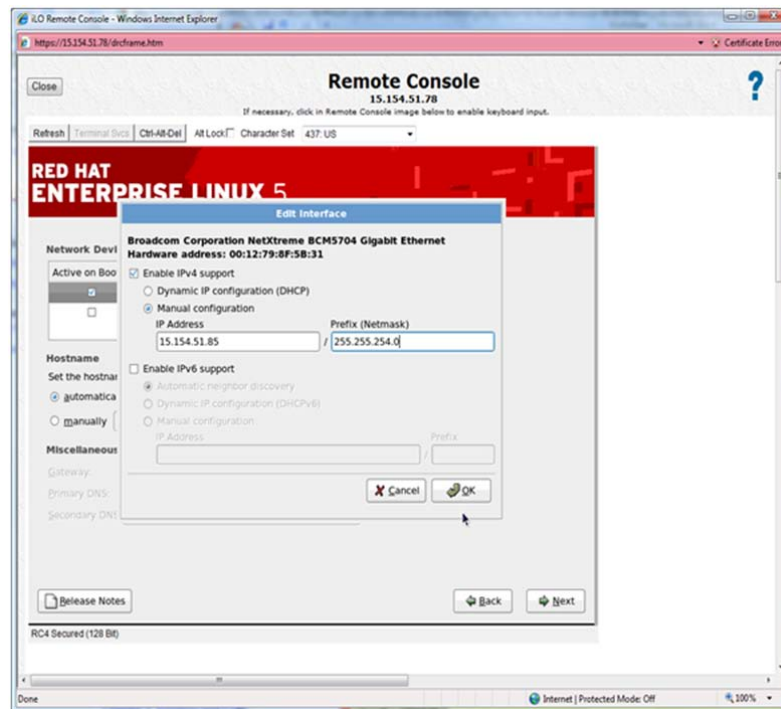 iLO Remote Console - Windows Internet Explorer
https://15.154.51.78/drcframe.htm
Certificate Erro
Close
Remote Console
15.154.51.78
If necessary, click in Remote Console image below to enable keyboard input.
?
Refresh Terminal Svcs Ctrl-Alt-Del Alt Lock Character Set 437: US
RED HAT
ENTERPRISE LINUX 5
Edit Interface
Broadcom Corporation NetXtreme BCM5704 Gigabit Ethernet
Hardware address: 00:12:79:8F:5B:31
Network Devi
Active on Boo
Enable IPv4 support
Dynamic IP configuration (DHCP)
Manual configuration
IP Address Prefix (Netmask)
15.154.51.85 / 255.255.254.0
Hostname
Set the hostnar
automatica
manually
Enable IPv6 support
Automatic neighbor discovery
Dynamic IP configuration (DHCPv6)
Manual configuration
IP Address Prefix
/
Miscellaneous
Gateway:
Primary DNS:
Secondary DNS
Cancel OK
Release Notes Back Next
RC4 Secured (128 Bit)
Done Internet | Protected Mode: Off 100%